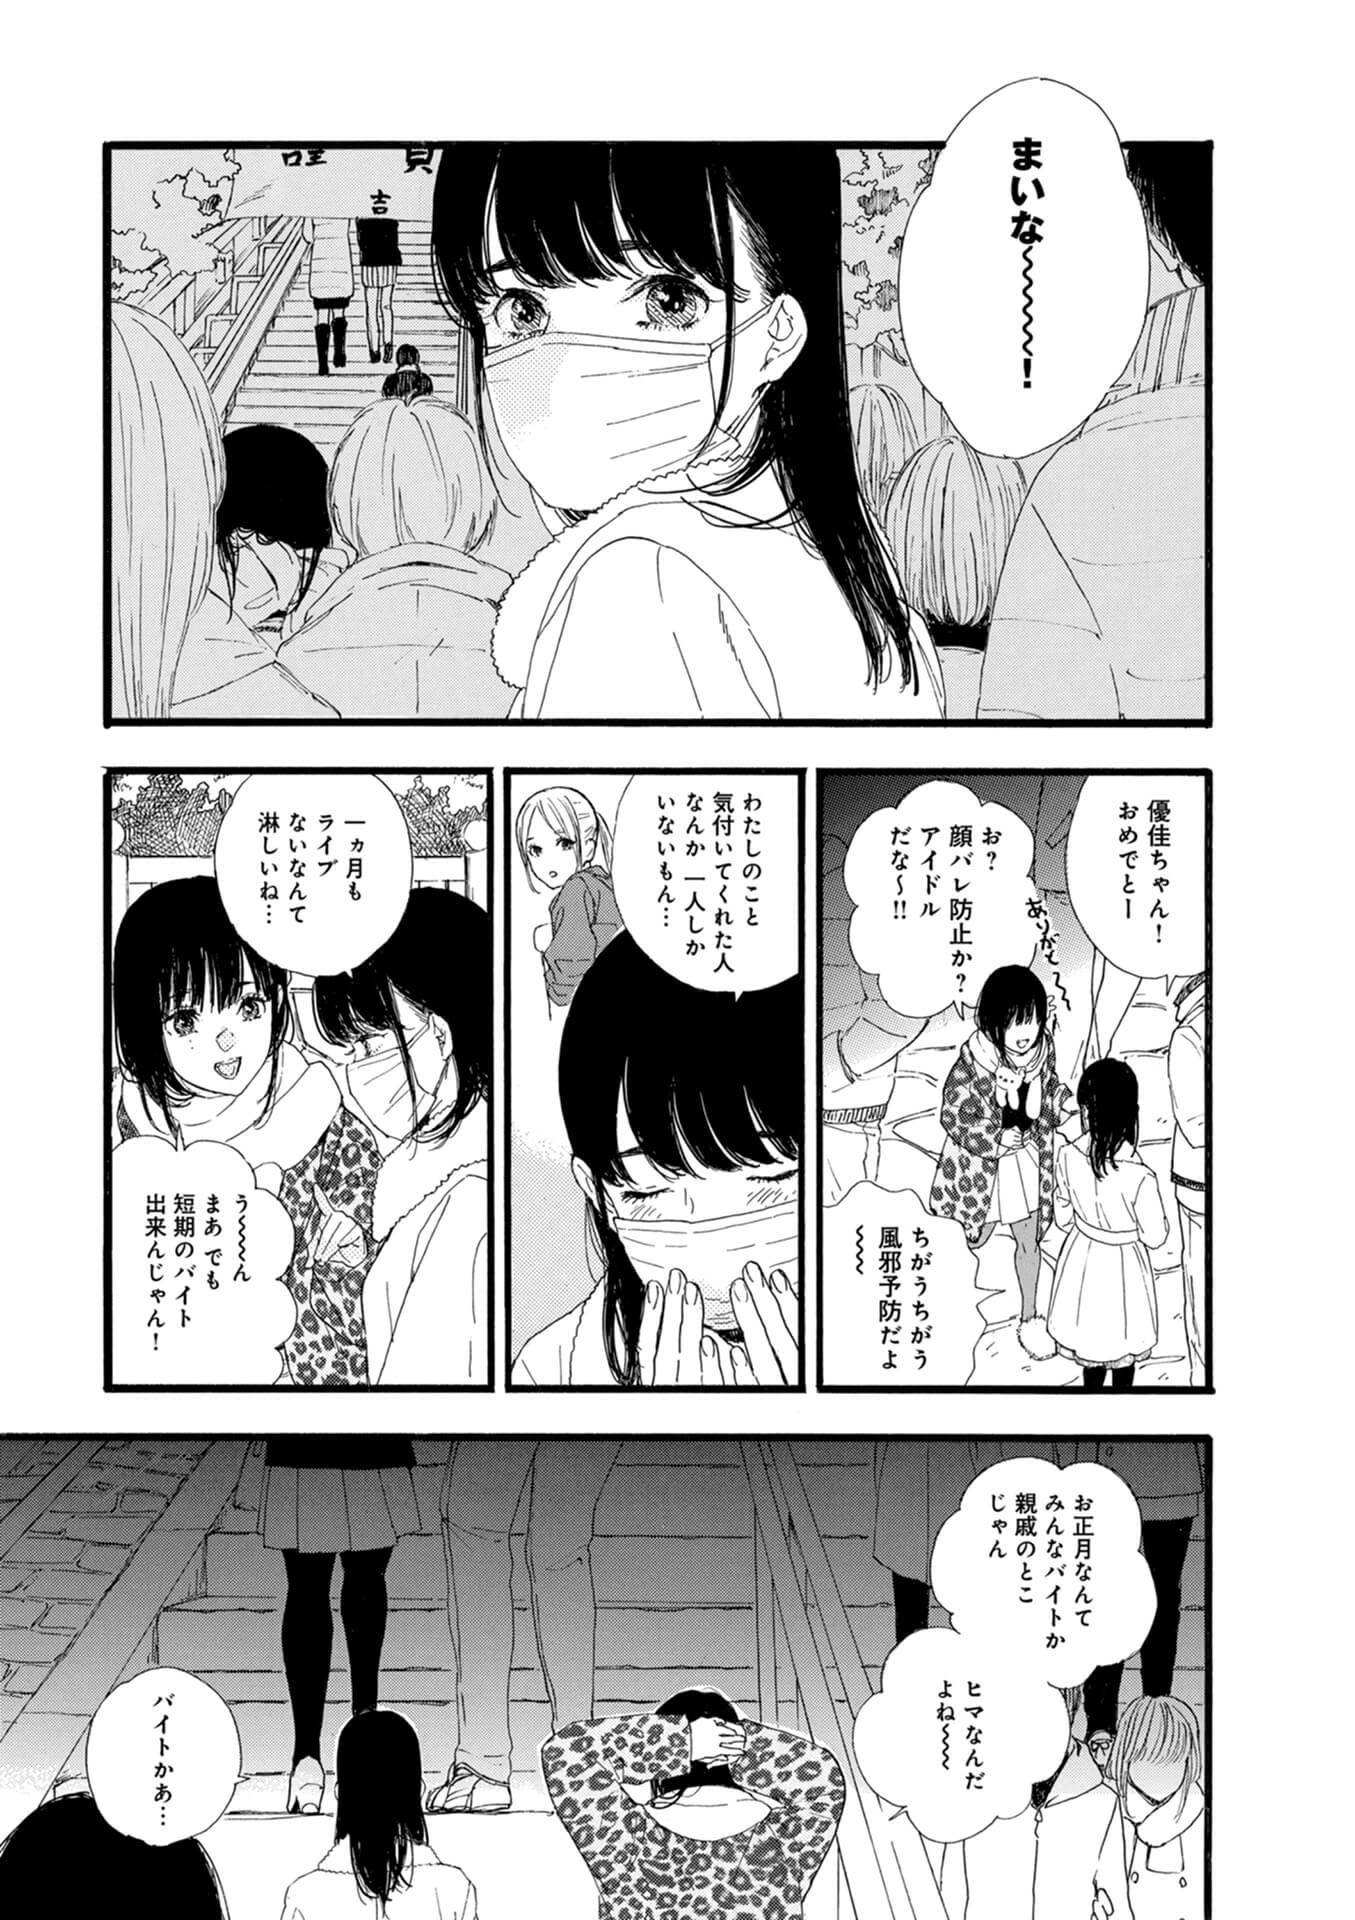 まいな〜〜〜〜！
謹賀
吉
優佳ちゃん！
おめでとー
ありがと〜
お？
顔バレ防止か？
アイドル
だな〜!!
ちがうちがう
風邪予防だよ
〜〜
わたしのこと
気付いてくれた人
なんか 一人しか
いないもん…
一ヵ月も
ライブ
ないなんて
淋しいね…
う〜〜〜ん
まあ でも
短期のバイト
出来んじゃん！
お正月なんて
みんなバイトか
親戚のとこ
じゃん
ヒマなんだ
よね〜〜
バイトかあ…